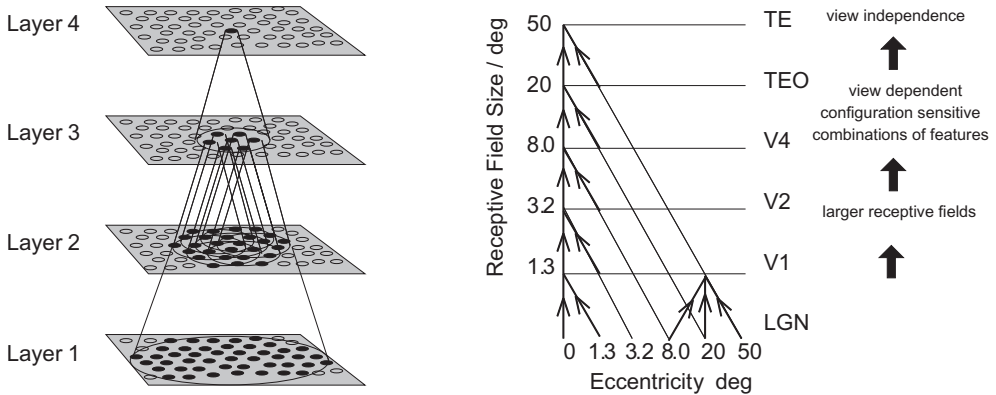 Layer 4
Layer 3
Layer 2
Layer 1
Receptive Field Size / deg
50
20
8.0
3.2
1.3
TE
TEO
V4
V2
V1
LGN
0 1.3 3.2 8.0 20 50
Eccentricity deg
view independence
view dependent
configuration sensitive
combinations of features
larger receptive fields